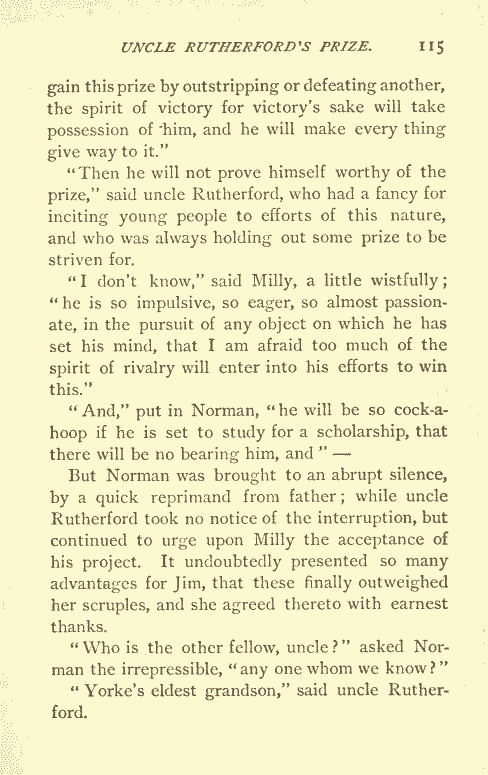 UNCLE RUTHERFORD'S PRIZE. 115
gain this prize by outstripping or defeating another,
the spirit of victory for victory's sake will take
possession of him, and he will make every thing
give way to it."
"Then he will not prove himself worthy of the
prize," said uncle Rutherford, who had a fancy for
inciting young people to efforts of this nature,
and who was always holding out some prize to be
striven for.
"I don't know," said Milly, a little wistfully;
"he is so impulsive, so eager, so almost passion-
ate, in the pursuit of any object on which he has
set his mind, that I am afraid too much of the
spirit of rivalry will enter into his efforts to win
this."
"And," put in Norman, "he will be so cock-a-
hoop if he is set to study for a scholarship, that
there will be no bearing him, and" —
But Norman was brought to an abrupt silence,
by a quick reprimand from father; while uncle
Rutherford took no notice of the interruption, but
continued to urge upon Milly the acceptance of
his project. It undoubtedly presented so many
advantages for Jim, that these finally outweighed
her scruples, and she agreed thereto with earnest
thanks.
"Who is the other fellow, uncle?" asked Nor-
man the irrepressible, "any one whom we know?"
"Yorke's eldest grandson," said uncle Ruther-
ford.